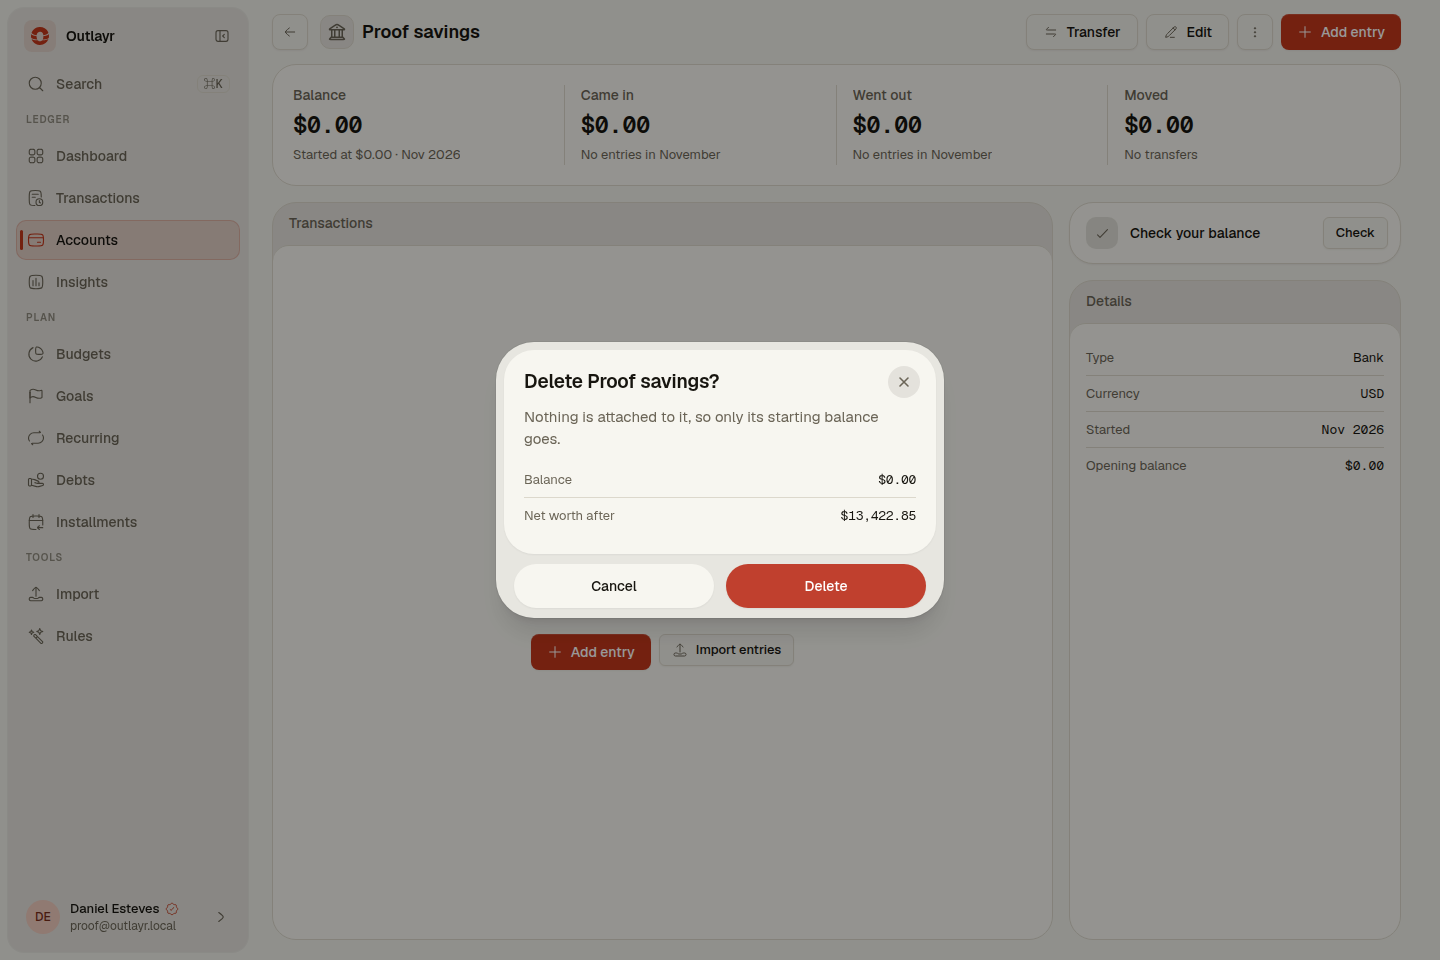 Outlayr
Search
⌘K
LEDGER
Dashboard
Transactions
Accounts
Insights
PLAN
Budgets
Goals
Recurring
Debts
Installments
TOOLS
Import
Rules
DE
Daniel Esteves
proof@outlayr.local
Proof savings
Transfer
Edit
Add entry
Balance
$0.00
Started at $0.00 · Nov 2026
Came in
$0.00
No entries in November
Went out
$0.00
No entries in November
Moved
$0.00
No transfers
Transactions
Add entry
Import entries
Check your balance
Check
Details
Type Bank
Currency USD
Started Nov 2026
Opening balance $0.00
Delete Proof savings?
Nothing is attached to it, so only its starting balance
goes.
Balance $0.00
Net worth after $13,422.85
Cancel
Delete